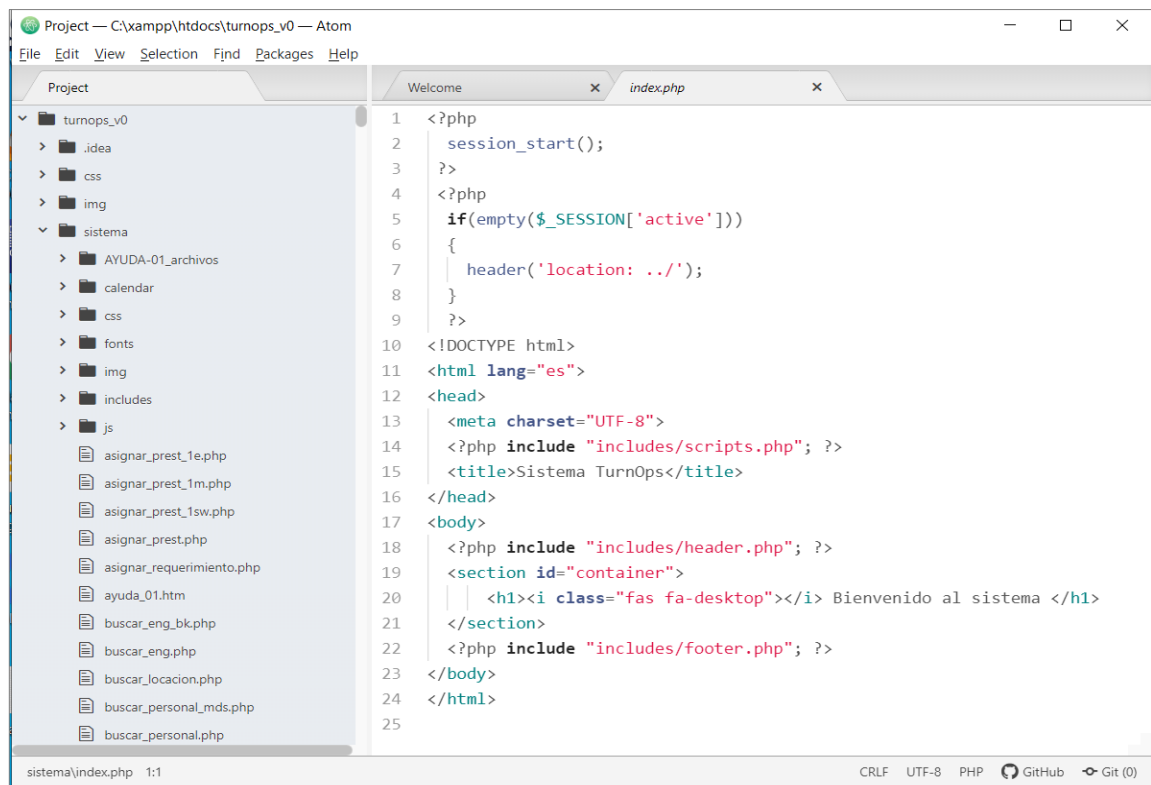 Project — C:\xampp\htdocs\turnops_v0 — Atom
File Edit View Selection Find Packages Help
Project
turnops_v0
.idea
css
img
sistema
AYUDA-01_archivos
calendar
css
fonts
img
includes
js
asignar_prest_1e.php
asignar_prest_1m.php
asignar_prest_1sw.php
asignar_prest.php
asignar_requerimiento.php
ayuda_01.htm
buscar_eng_bk.php
buscar_eng.php
buscar_locacion.php
buscar_personal_mds.php
buscar_personal.php
Welcome index.php
1 <?php
2 session_start();
3 ?>
4 <?php
5 if(empty($_SESSION['active']))
6 {
7 header('location: ../');
8 }
9 ?>
10 <!DOCTYPE html>
11 <html lang="es">
12 <head>
13 <meta charset="UTF-8">
14 <?php include "includes/scripts.php"; ?>
15 <title>Sistema TurnOps</title>
16 </head>
17 <body>
18 <?php include "includes/header.php"; ?>
19 <section id="container">
20 <h1><i class="fas fa-desktop"></i> Bienvenido al sistema </h1>
21 </section>
22 <?php include "includes/footer.php"; ?>
23 </body>
24 </html>
25
sistema\index.php 1:1 CRLF UTF-8 PHP GitHub Git (0)